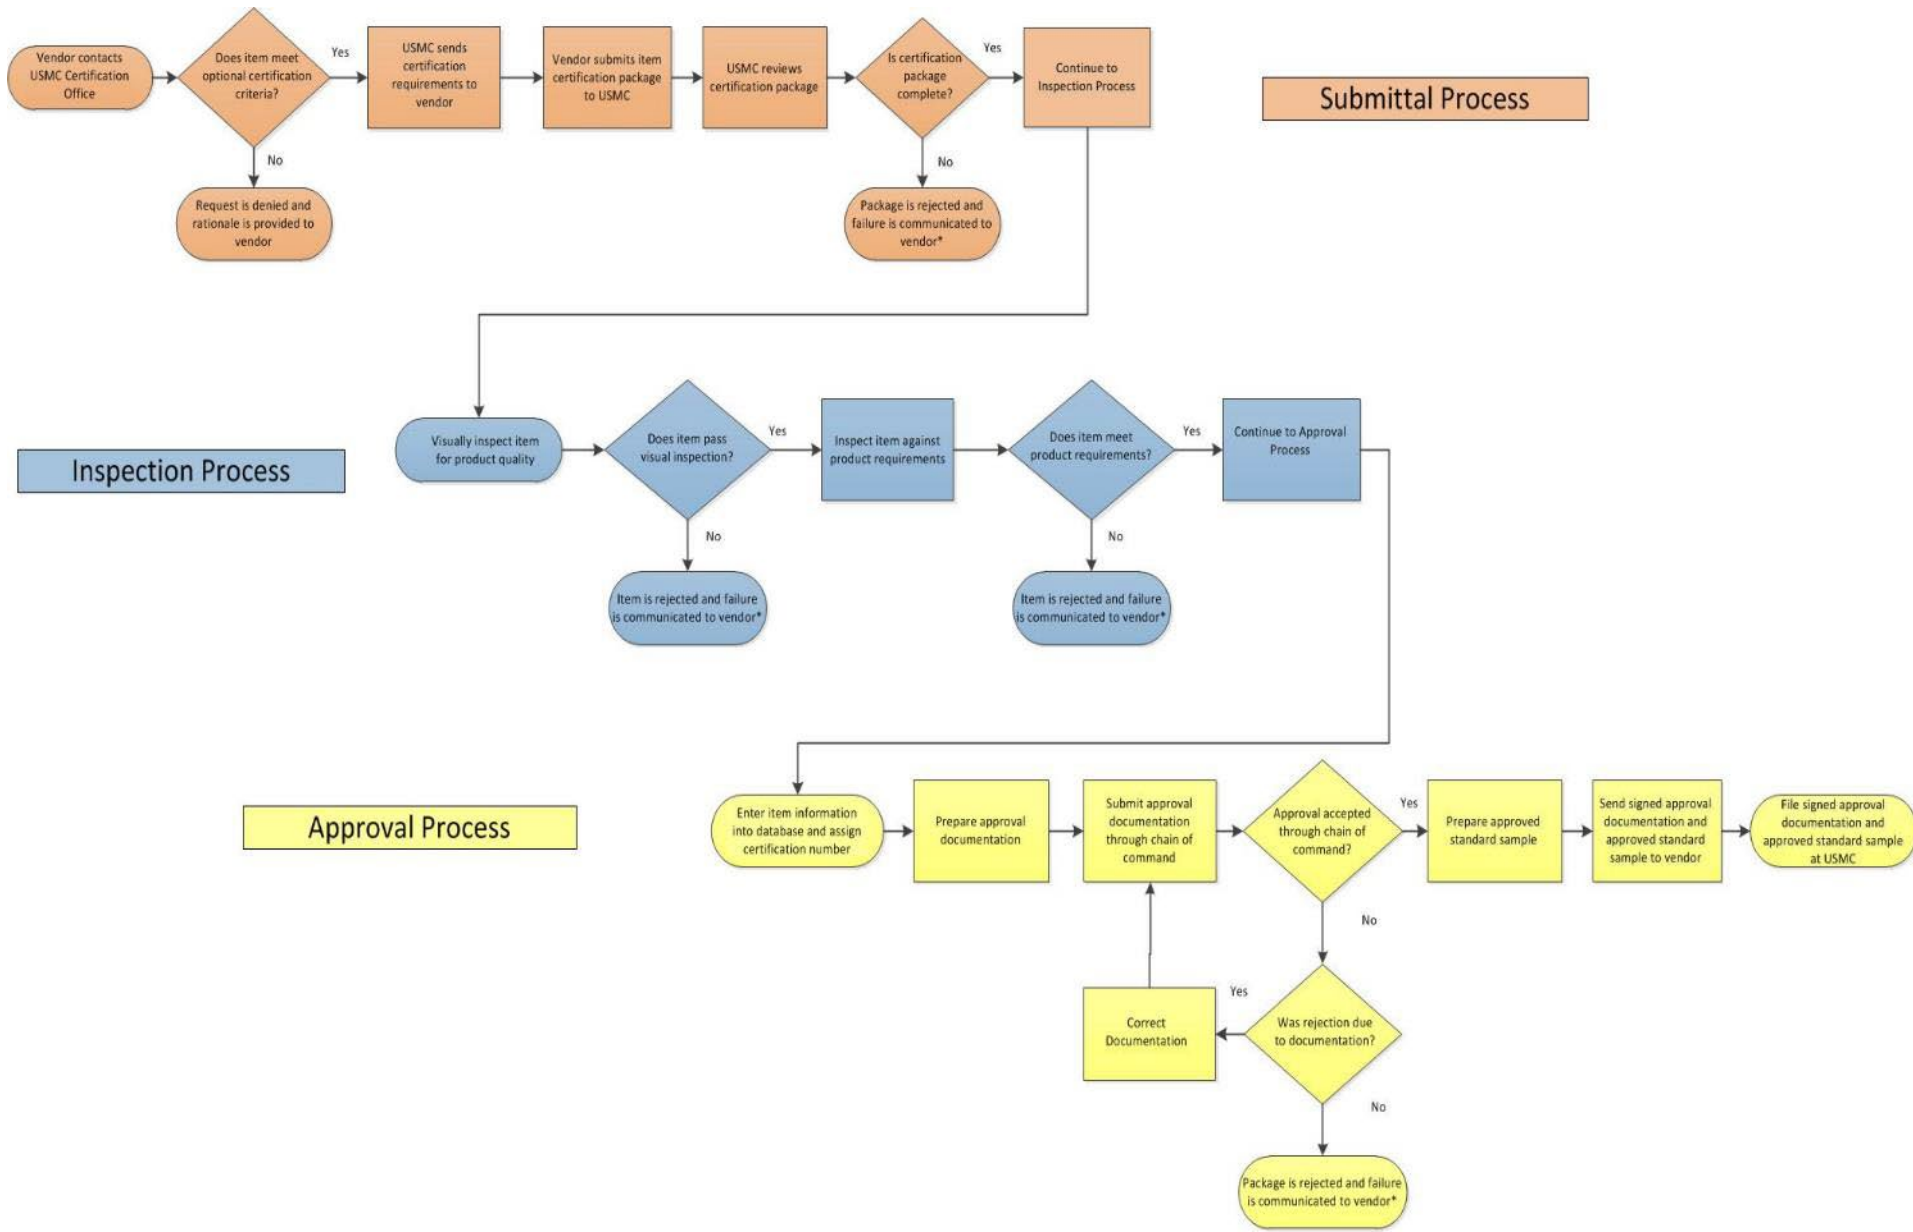 Vendor contacts
USMC Certification
Office
Does item meet
optional certification
criteria?
Yes
USMC sends
certification
requirements to
vendor
Vendor submits item
certification package
to USMC
USMC reviews
certification package
Is certification
package
complete?
Yes
Continue to
Inspection Process
Submittal Process
No
Request is denied and
rationale is provided to
vendor
No
Package is rejected and
failure is communicated to
vendor*
Inspection Process
Visually inspect item
for product quality
Does item pass
visual inspection?
Yes
Inspect item against
product requirements
Does item meet
product requirements?
Yes
Continue to Approval
Process
No
Item is rejected and failure
is communicated to vendor*
No
Item is rejected and failure
is communicated to vendor*
Approval Process
Enter item information
into database and assign
certification number
Prepare approval
documentation
Submit approval
documentation
through chain of
command
Approval accepted
through chain of
command?
Yes
Prepare approved
standard sample
Send signed approval
documentation and
approved standard
sample to vendor
File signed approval
documentation and
approved standard sample
at USMC
No
Was rejection due
to documentation?
Yes
Correct
Documentation
No
Package is rejected and failure
is communicated to vendor*